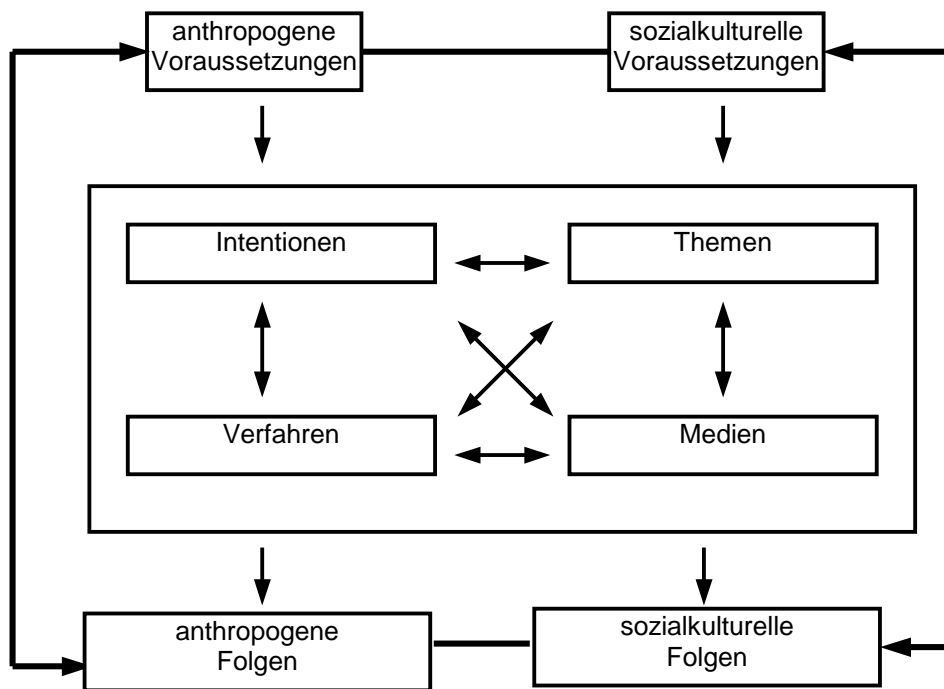 anthropogene
Voraussetzungen
sozialkulturelle
Voraussetzungen
Intentionen
Themen
Verfahren
Medien
anthropogene
Folgen
sozialkulturelle
Folgen